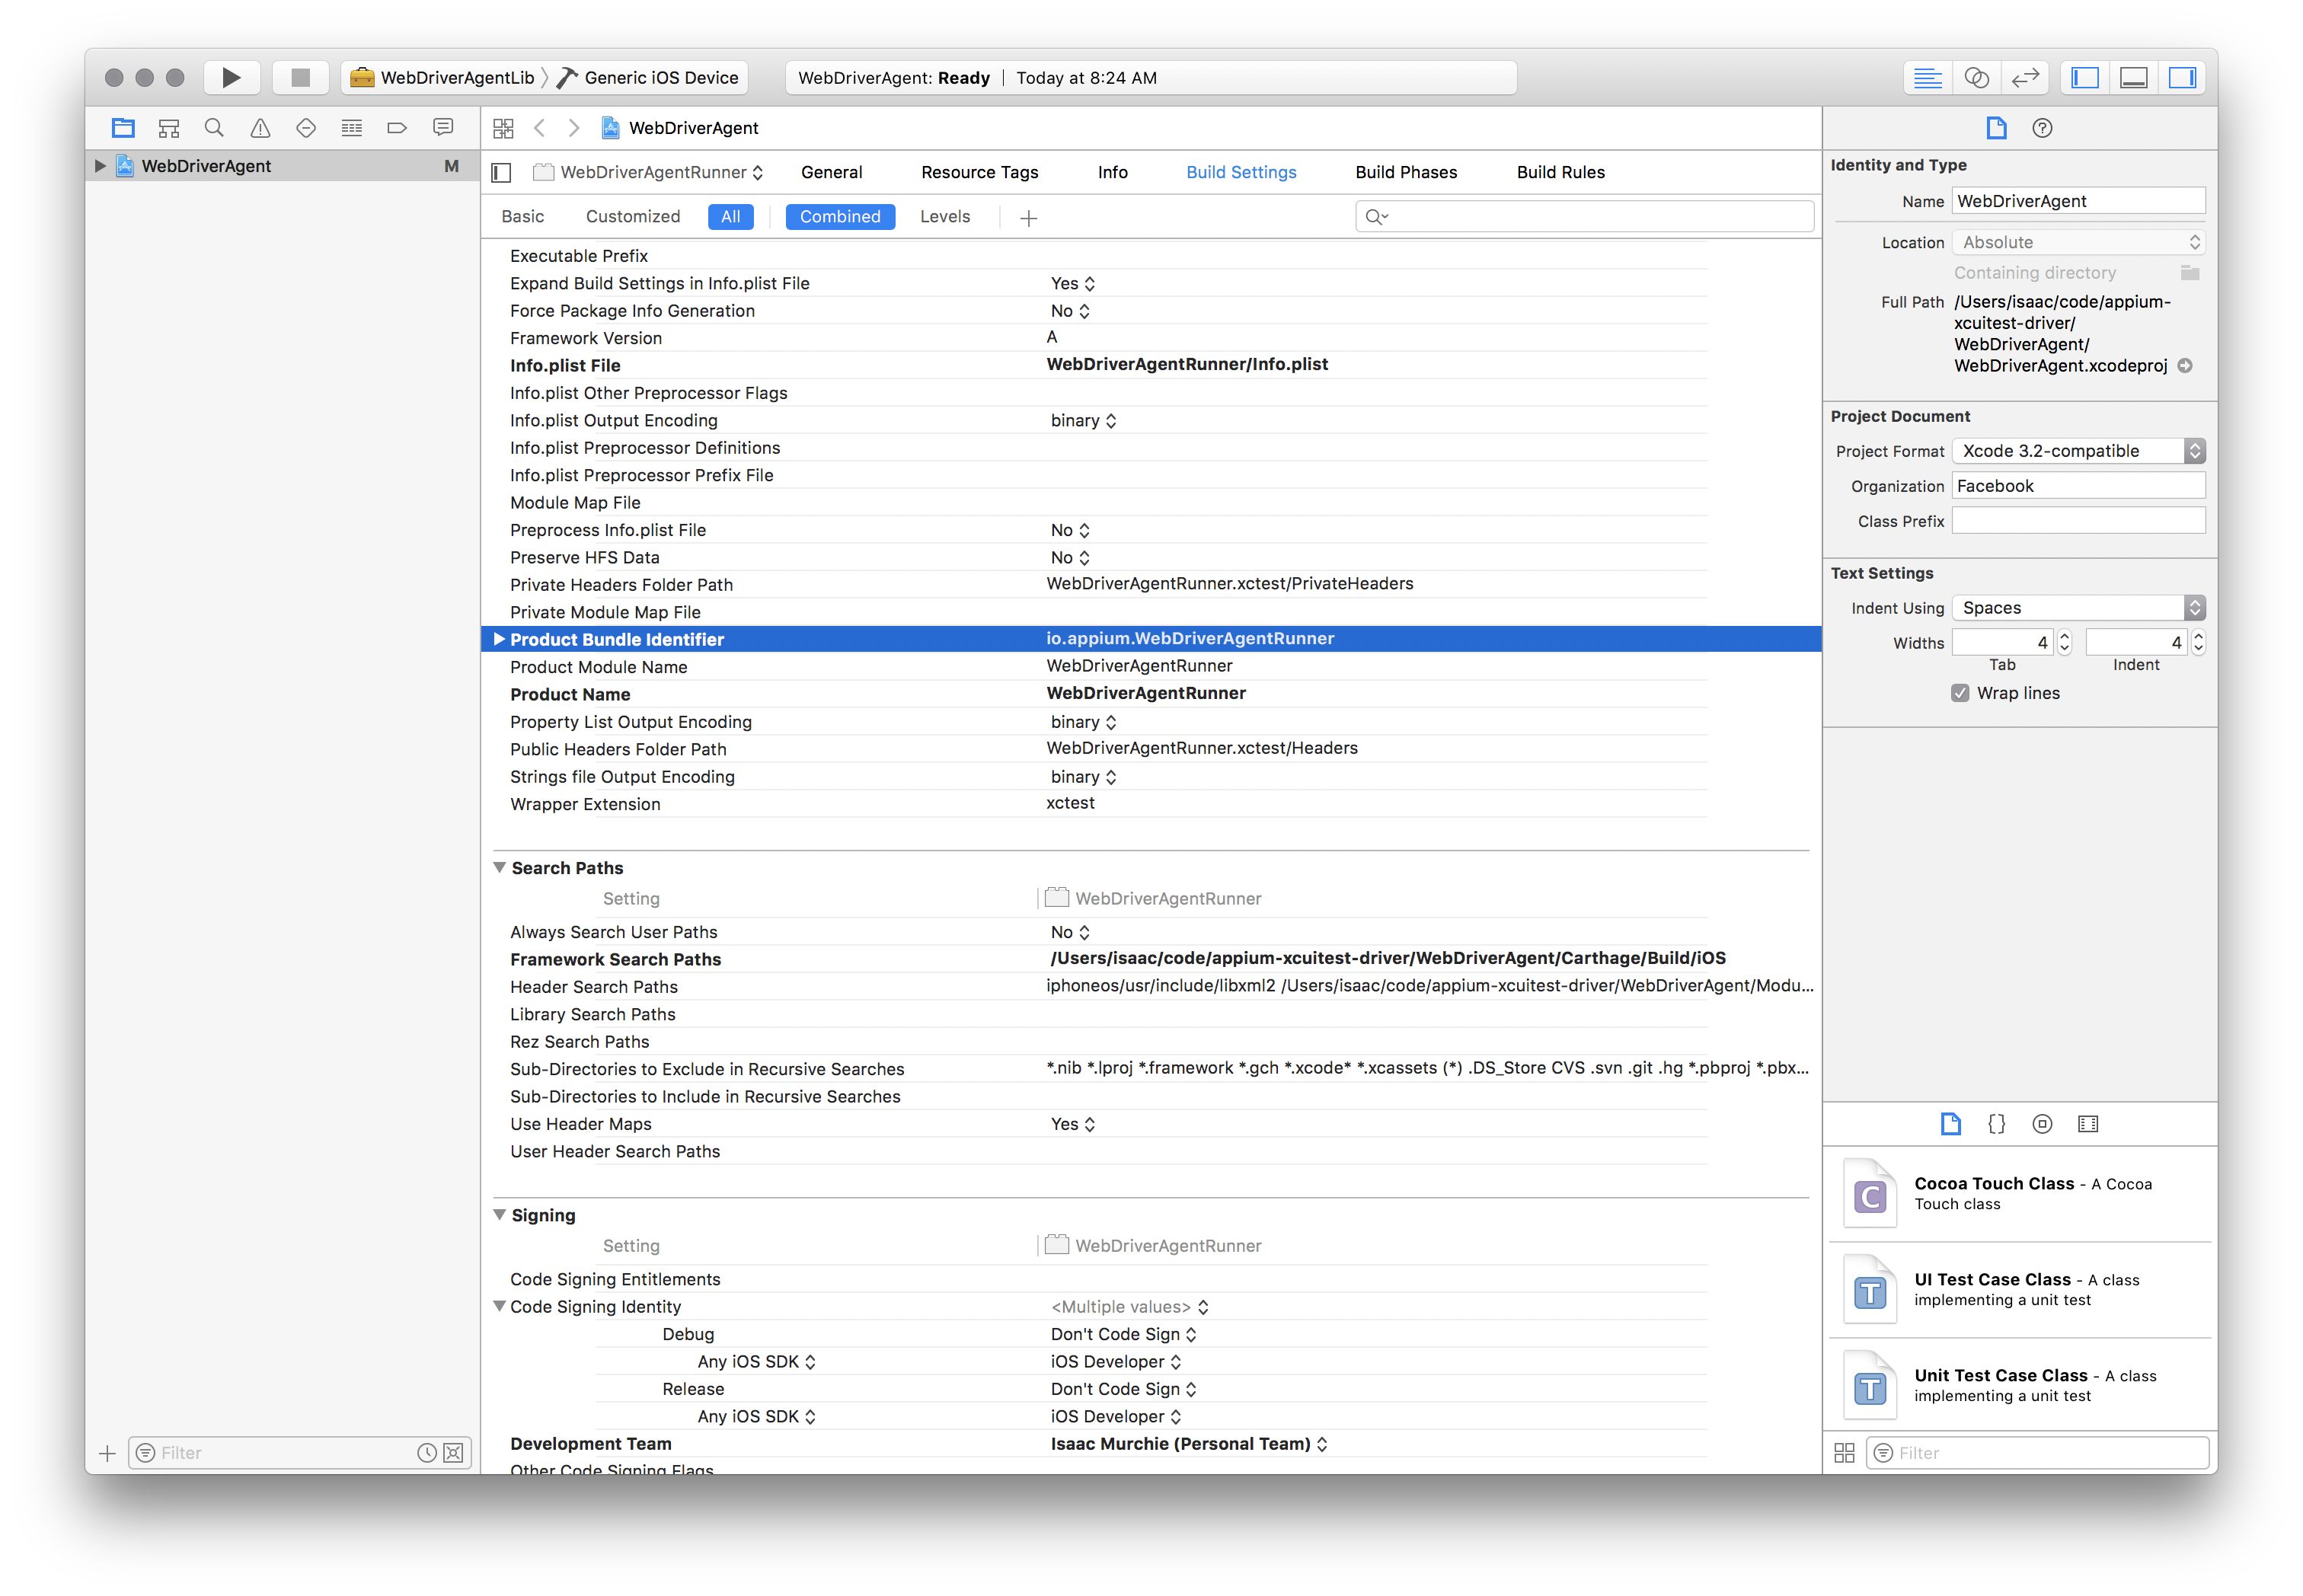 WebDriverAgentLib Generic iOS Device
WebDriverAgent: Ready | Today at 8:24 AM
WebDriverAgent M
WebDriverAgent
WebDriverAgentRunner General Resource Tags Info Build Settings Build Phases Build Rules
Basic Customized All Combined Levels
Executable Prefix
Expand Build Settings in Info.plist File Yes
Force Package Info Generation No
Framework Version A
Info.plist File WebDriverAgentRunner/Info.plist
Info.plist Other Preprocessor Flags
Info.plist Output Encoding binary
Info.plist Preprocessor Definitions
Info.plist Preprocessor Prefix File
Module Map File
Preprocess Info.plist File No
Preserve HFS Data No
Private Headers Folder Path WebDriverAgentRunner.xctest/PrivateHeaders
Private Module Map File
Product Bundle Identifier io.appium.WebDriverAgentRunner
Product Module Name WebDriverAgentRunner
Product Name WebDriverAgentRunner
Property List Output Encoding binary
Public Headers Folder Path WebDriverAgentRunner.xctest/Headers
Strings file Output Encoding binary
Wrapper Extension xctest
Search Paths
Setting WebDriverAgentRunner
Always Search User Paths No
Framework Search Paths /Users/isaac/code/appium-xcuitest-driver/WebDriverAgent/Carthage/Build/iOS
Header Search Paths iphoneos/usr/include/libxml2 /Users/isaac/code/appium-xcuitest-driver/WebDriverAgent/Modu...
Library Search Paths
Rez Search Paths
Sub-Directories to Exclude in Recursive Searches *.nib *.lproj *.framework *.gch *.xcode* *.xcassets (*) .DS_Store CVS .svn .git .hg *.pbproj *.pbx...
Sub-Directories to Include in Recursive Searches
Use Header Maps Yes
User Header Search Paths
Signing
Setting WebDriverAgentRunner
Code Signing Entitlements
Code Signing Identity <Multiple values>
Debug Don't Code Sign
Any iOS SDK iOS Developer
Release Don't Code Sign
Any iOS SDK iOS Developer
Development Team Isaac Murchie (Personal Team)
Other Code Signing Flags
Filter
Identity and Type
Name WebDriverAgent
Location Absolute
Containing directory
Full Path /Users/isaac/code/appium-
xcuitest-driver/
WebDriverAgent/
WebDriverAgent.xcodeproj
Project Document
Project Format Xcode 3.2-compatible
Organization Facebook
Class Prefix
Text Settings
Indent Using Spaces
Widths 4 4
Tab Indent
Wrap lines
C
Cocoa Touch Class - A Cocoa
Touch class
T
UI Test Case Class - A class
implementing a unit test
T
Unit Test Case Class - A class
implementing a unit test
Filter